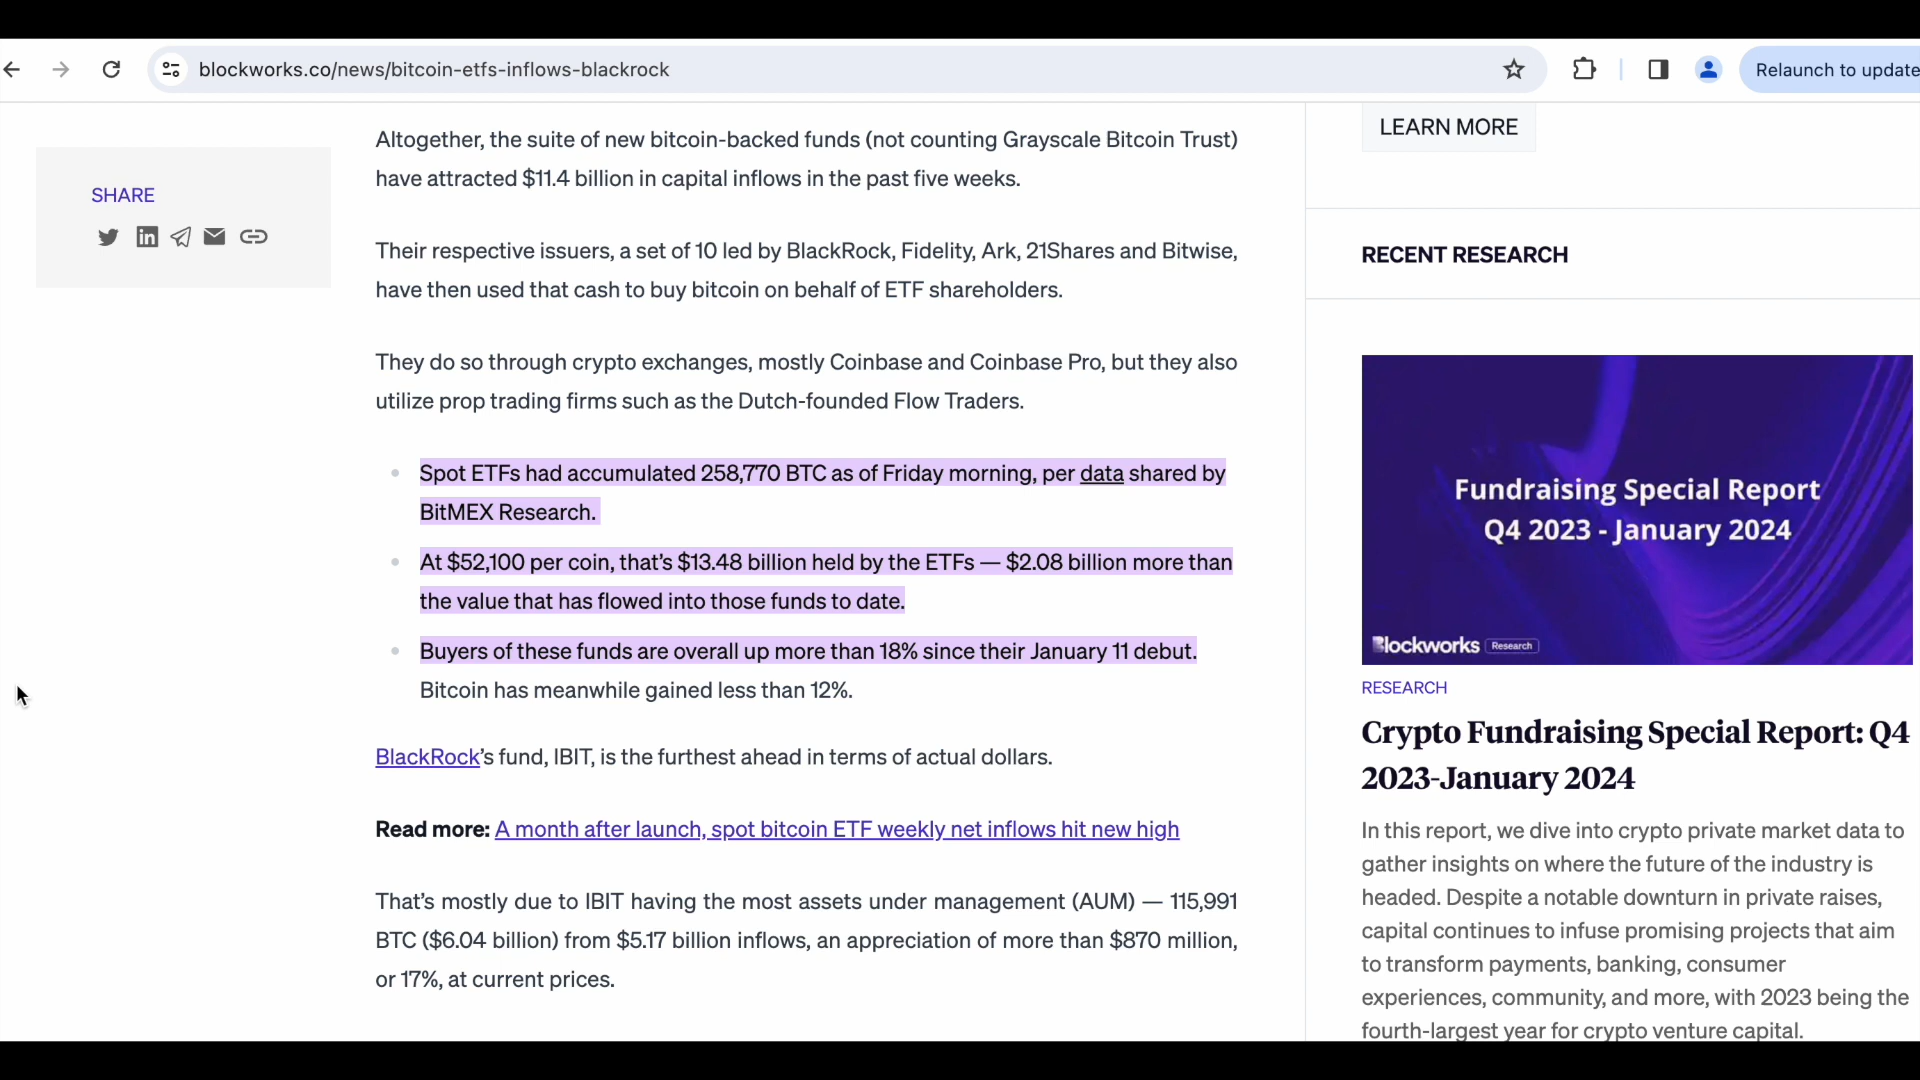 blockworks.co/news/bitcoin-etfs-inflows-blackrock
Relaunch to update
SHARE
Altogether, the suite of new bitcoin-backed funds (not counting Grayscale Bitcoin Trust)
have attracted $11.4 billion in capital inflows in the past five weeks.
Their respective issuers, a set of 10 led by BlackRock, Fidelity, Ark, 21Shares and Bitwise,
have then used that cash to buy bitcoin on behalf of ETF shareholders.
They do so through crypto exchanges, mostly Coinbase and Coinbase Pro, but they also
utilize prop trading firms such as the Dutch-founded Flow Traders.
Spot ETFs had accumulated 258,770 BTC as of Friday morning, per data shared by
BitMEX Research.
At $52,100 per coin, that’s $13.48 billion held by the ETFs — $2.08 billion more than
the value that has flowed into those funds to date.
Buyers of these funds are overall up more than 18% since their January 11 debut.
Bitcoin has meanwhile gained less than 12%.
BlackRock’s fund, IBIT, is the furthest ahead in terms of actual dollars.
Read more: A month after launch, spot bitcoin ETF weekly net inflows hit new high
That’s mostly due to IBIT having the most assets under management (AUM) — 115,991
BTC ($6.04 billion) from $5.17 billion inflows, an appreciation of more than $870 million,
or 17%, at current prices.
LEARN MORE
RECENT RESEARCH
Fundraising Special Report
Q4 2023 - January 2024
Blockworks Research
RESEARCH
Crypto Fundraising Special Report: Q4
2023-January 2024
In this report, we dive into crypto private market data to
gather insights on where the future of the industry is
headed. Despite a notable downturn in private raises,
capital continues to infuse promising projects that aim
to transform payments, banking, consumer
experiences, community, and more, with 2023 being the
fourth-largest year for crypto venture capital.